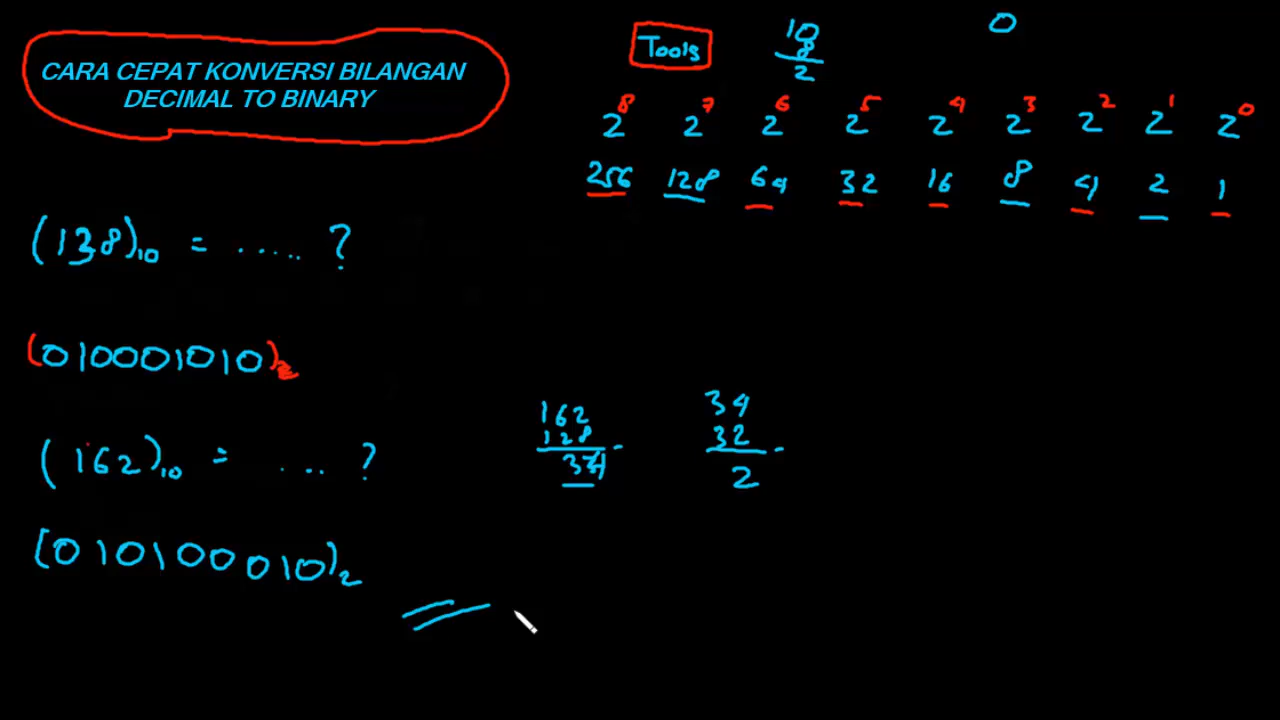 CARA CEPAT KONVERSI BILANGAN
DECIMAL TO BINARY
Tools
10
8
2
0
2⁸ 2⁷ 2⁶ 2⁵ 2⁴ 2³ 2² 2¹ 2⁰
256 128 64 32 16 8 4 2 1
(138)₁₀ = ..... ?
(010001010)₂
(162)₁₀ = ... ?
(010100010)₂
162
128 -
34
34
32 -
2